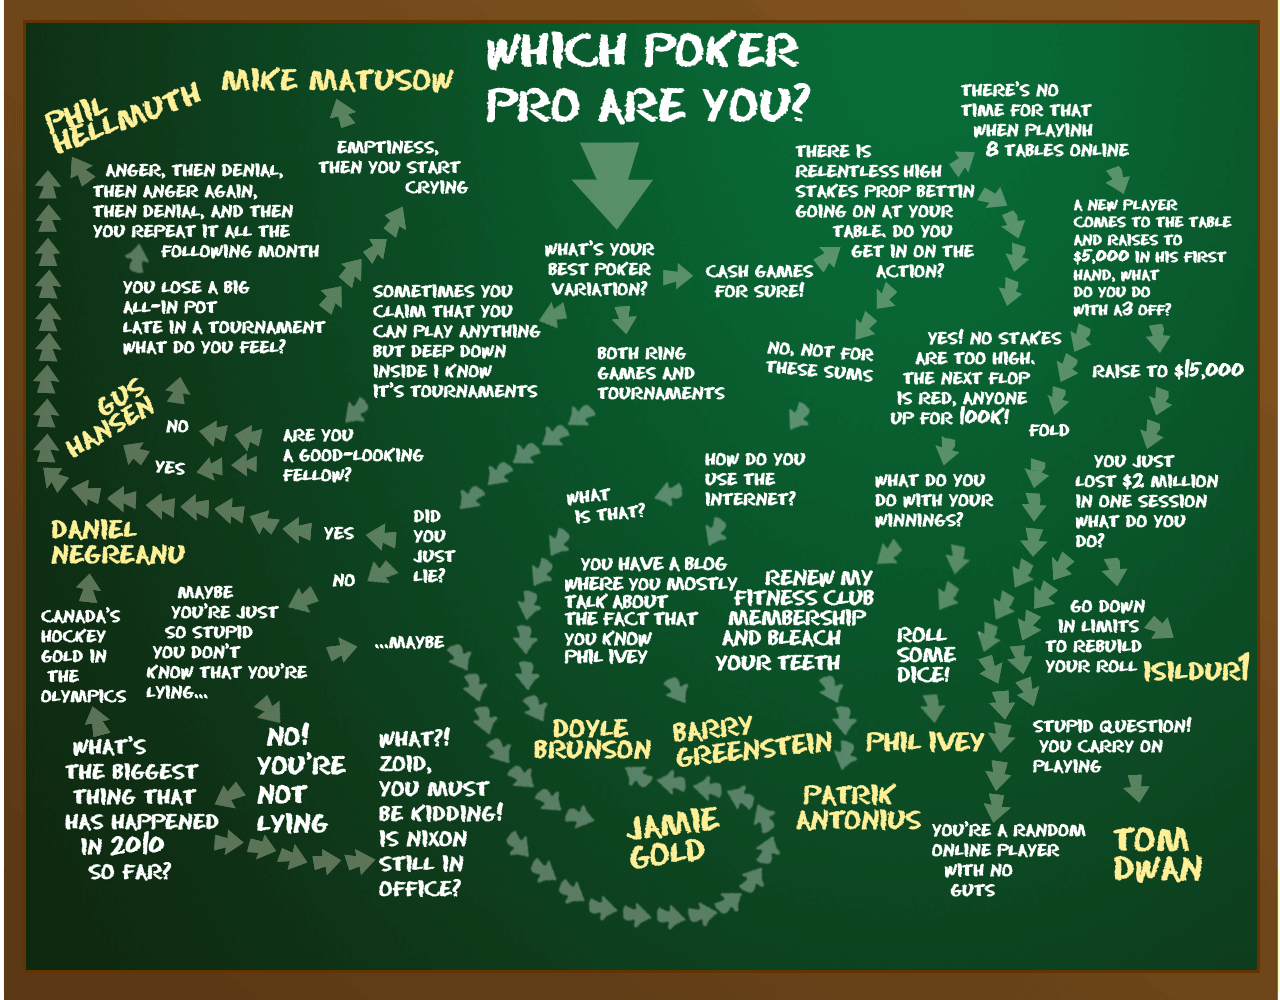 WHICH POKER
PRO ARE YOU?
MIKE MATUSOW
PHIL
HELLMUTH
EMPTINESS,
THEN YOU START
CRYING
ANGER, THEN DENIAL,
THEN ANGER AGAIN,
THEN DENIAL, AND THEN
YOU REPEAT IT ALL THE
FOLLOWING MONTH
YOU LOSE A BIG
ALL-IN POT
LATE IN A TOURNAMENT
WHAT DO YOU FEEL?
SOMETIMES YOU
CLAIM THAT YOU
CAN PLAY ANYTHING
BUT DEEP DOWN
INSIDE I KNOW
IT'S TOURNAMENTS
WHAT'S YOUR
BEST POKER
VARIATION?
CASH GAMES
FOR SURE!
BOTH RING
GAMES AND
TOURNAMENTS
THERE IS
RELENTLESS HIGH
STAKES PROP BETTIN
GOING ON AT YOUR
TABLE. DO YOU
GET IN ON THE
ACTION?
THERE'S NO
TIME FOR THAT
WHEN PLAYINH
8 TABLES ONLINE
A NEW PLAYER
COMES TO THE TABLE
AND RAISES TO
$5,000 IN HIS FIRST
HAND, WHAT
DO YOU DO
WITH A3 OFF?
NO, NOT FOR
THESE SUMS
YES! NO STAKES
ARE TOO HIGH.
THE NEXT FLOP
IS RED, ANYONE
UP FOR 100K!
RAISE TO $15,000
FOLD
GUS
HANSEN
NO
YES
ARE YOU
A GOOD-LOOKING
FELLOW?
HOW DO YOU
USE THE
INTERNET?
WHAT
IS THAT?
WHAT DO YOU
DO WITH YOUR
WINNINGS?
YOU JUST
LOST $2 MILLION
IN ONE SESSION
WHAT DO YOU
DO?
DANIEL
NEGREANU
YES
NO
DID
YOU
JUST
LIE?
YOU HAVE A BLOG
WHERE YOU MOSTLY
TALK ABOUT
THE FACT THAT
YOU KNOW
PHIL IVEY
RENEW MY
FITNESS CLUB
MEMBERSHIP
AND BLEACH
YOUR TEETH
ROLL
SOME
DICE!
GO DOWN
IN LIMITS
TO REBUILD
YOUR ROLL
ISILDUR1
CANADA'S
HOCKEY
GOLD IN
THE
OLYMPICS
MAYBE
YOU'RE JUST
SO STUPID
YOU DON'T
KNOW THAT YOU'RE
LYING...
...MAYBE
WHAT'S
THE BIGGEST
THING THAT
HAS HAPPENED
IN 2010
SO FAR?
NO!
YOU'RE
NOT
LYING
WHAT?!
ZOID,
YOU MUST
BE KIDDING!
IS NIXON
STILL IN
OFFICE?
DOYLE
BRUNSON
BARRY
GREENSTEIN
PHIL IVEY
STUPID QUESTION!
YOU CARRY ON
PLAYING
JAMIE
GOLD
PATRIK
ANTONIUS
YOU'RE A RANDOM
ONLINE PLAYER
WITH NO
GUTS
TOM
DWAN